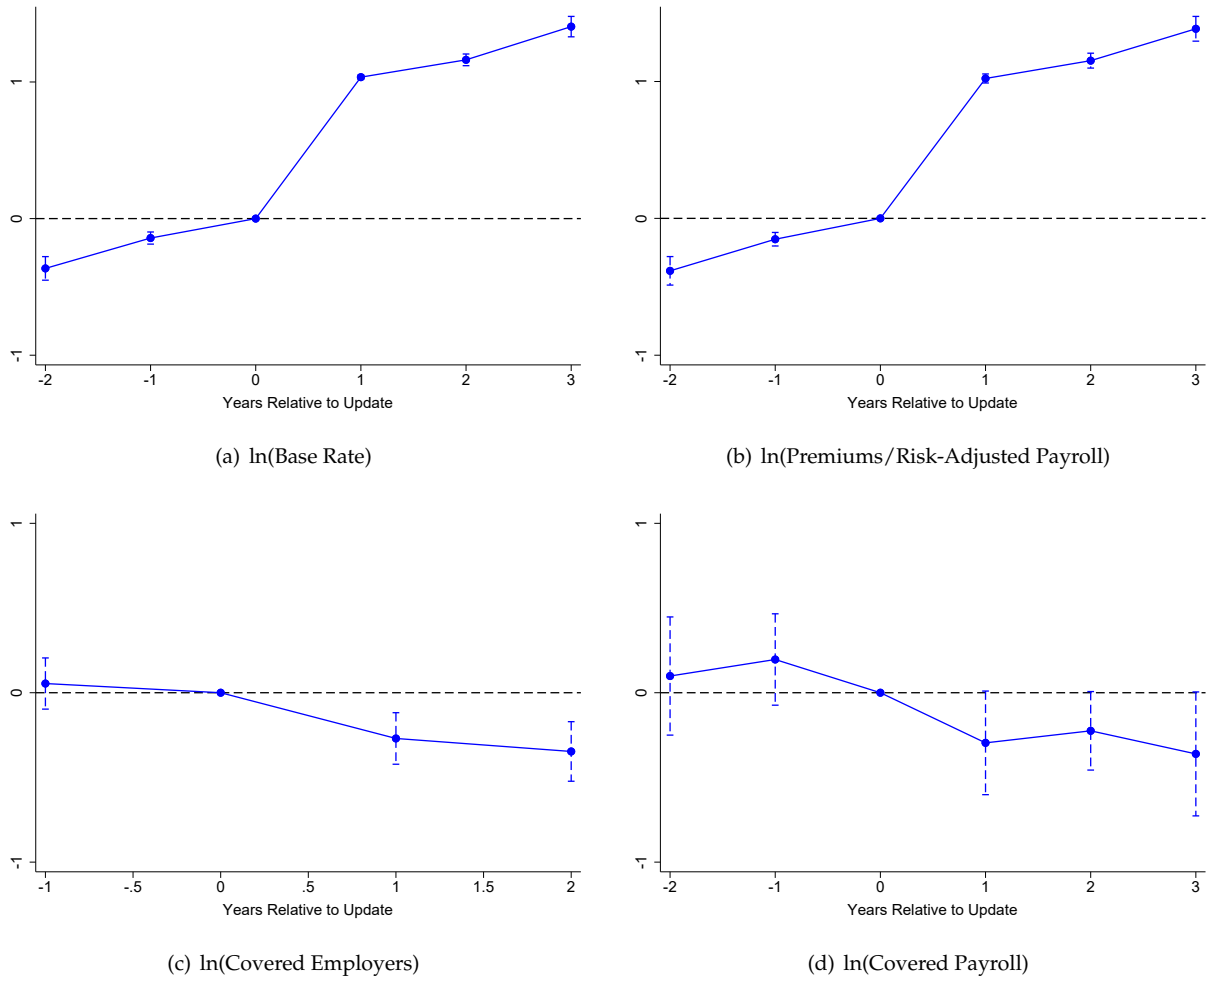 1
0
-1
-2 -1 0 1 2 3
Years Relative to Update
(a) ln(Base Rate)
1
0
-1
-2 -1 0 1 2 3
Years Relative to Update
(b) ln(Premiums/Risk-Adjusted Payroll)
1
0
-1
-1 -.5 0 .5 1 1.5 2
Years Relative to Update
(c) ln(Covered Employers)
1
0
-1
-2 -1 0 1 2 3
Years Relative to Update
(d) ln(Covered Payroll)